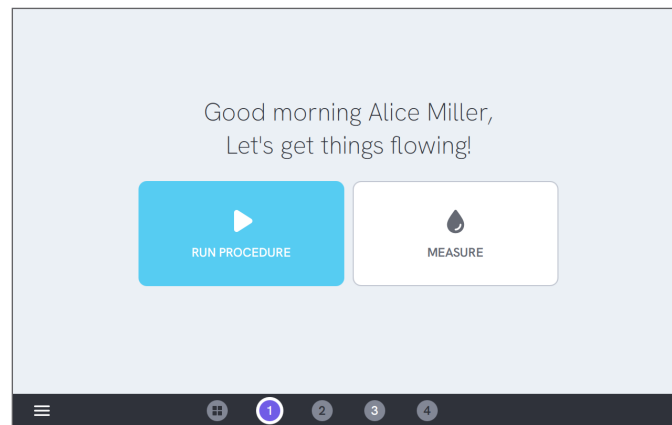 Good morning Alice Miller,
Let's get things flowing!
RUN PROCEDURE
MEASURE
1
2
3
4